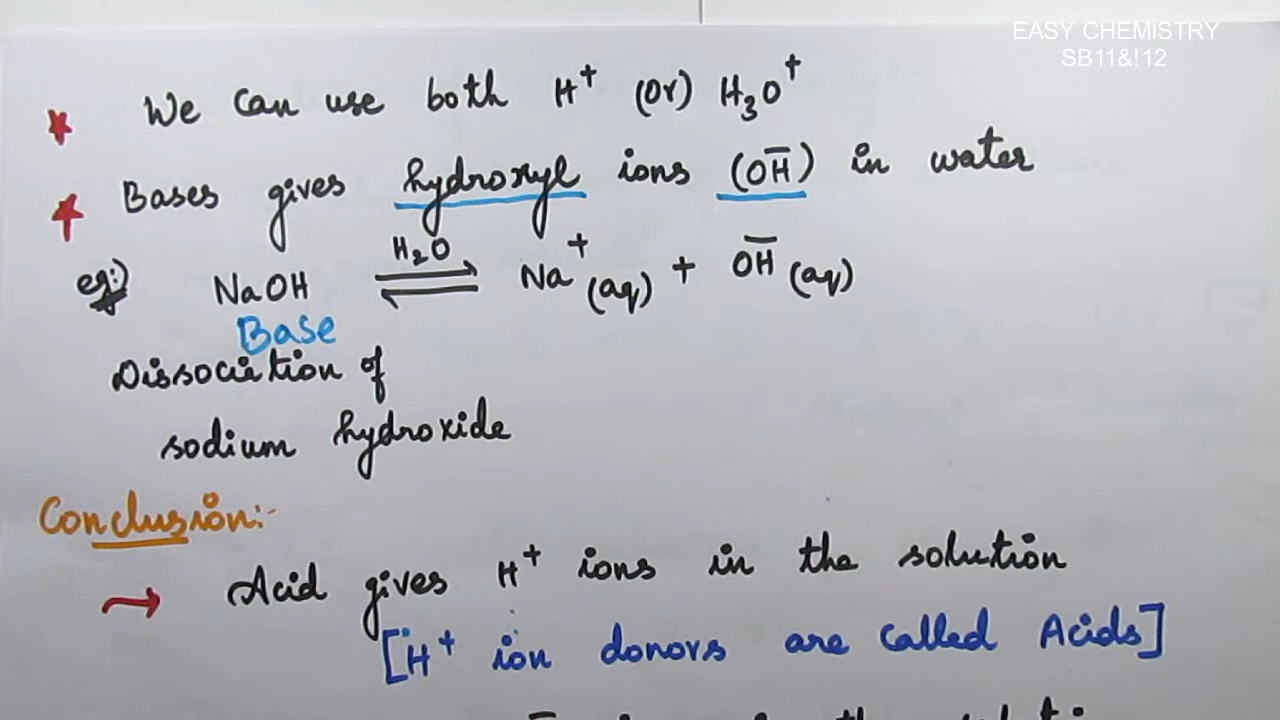 EASY CHEMISTRY
SB11&!12
We can use both H⁺ (or) H₃O⁺
Bases gives hydroxyl ions (OH̅) in water
eg:) NaOH ⇌ H₂O Na⁺(aq) + OH̅ (aq)
Base
Dissocietion of
sodium hydroxide
Conclusion:-
→ Acid gives H⁺ ions in the solution
[H⁺ ion donors are called Acids]